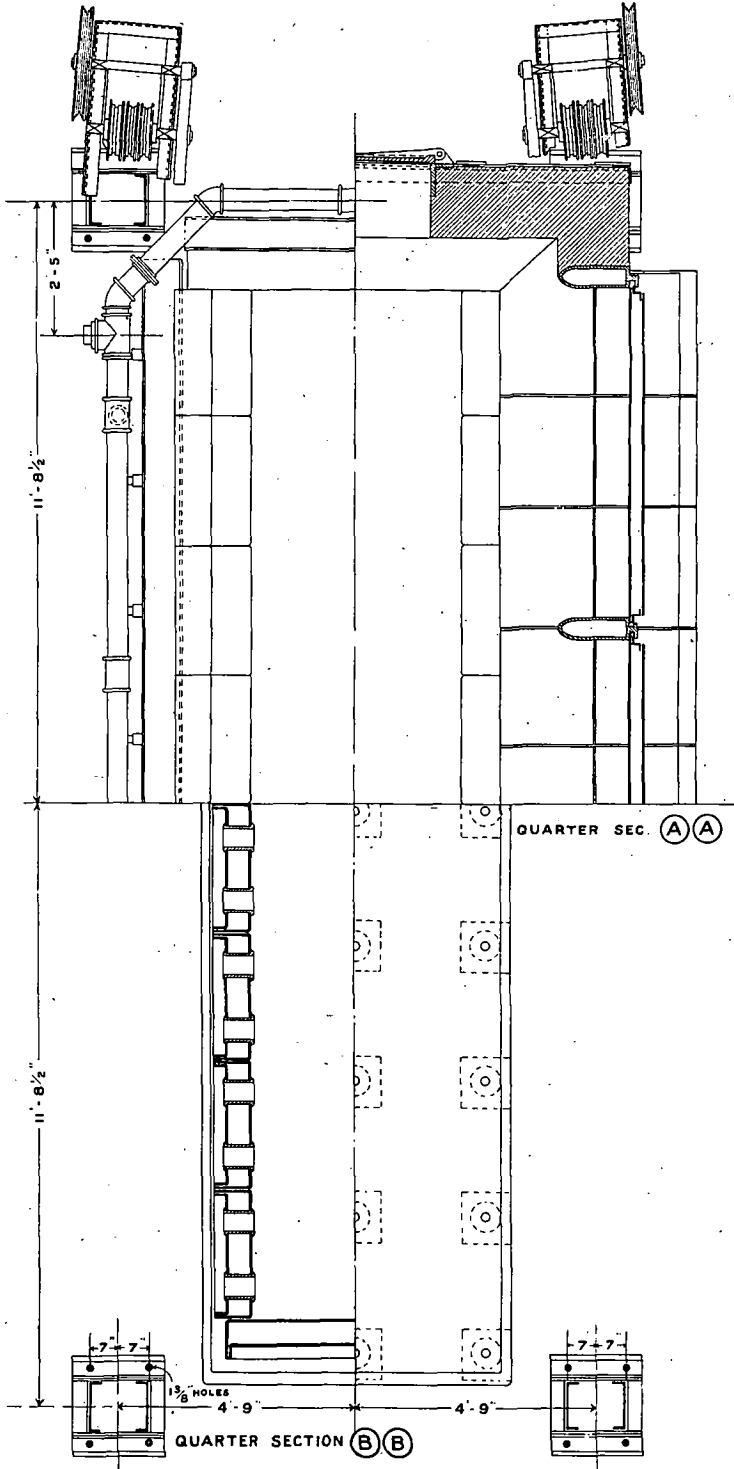 2'-5"
11'-8½"
QUARTER SEC. A A
11'-8½"
7" 7"
1⅜" HOLES
4'-9" 4'-9"
7" 7"
QUARTER SECTION B B